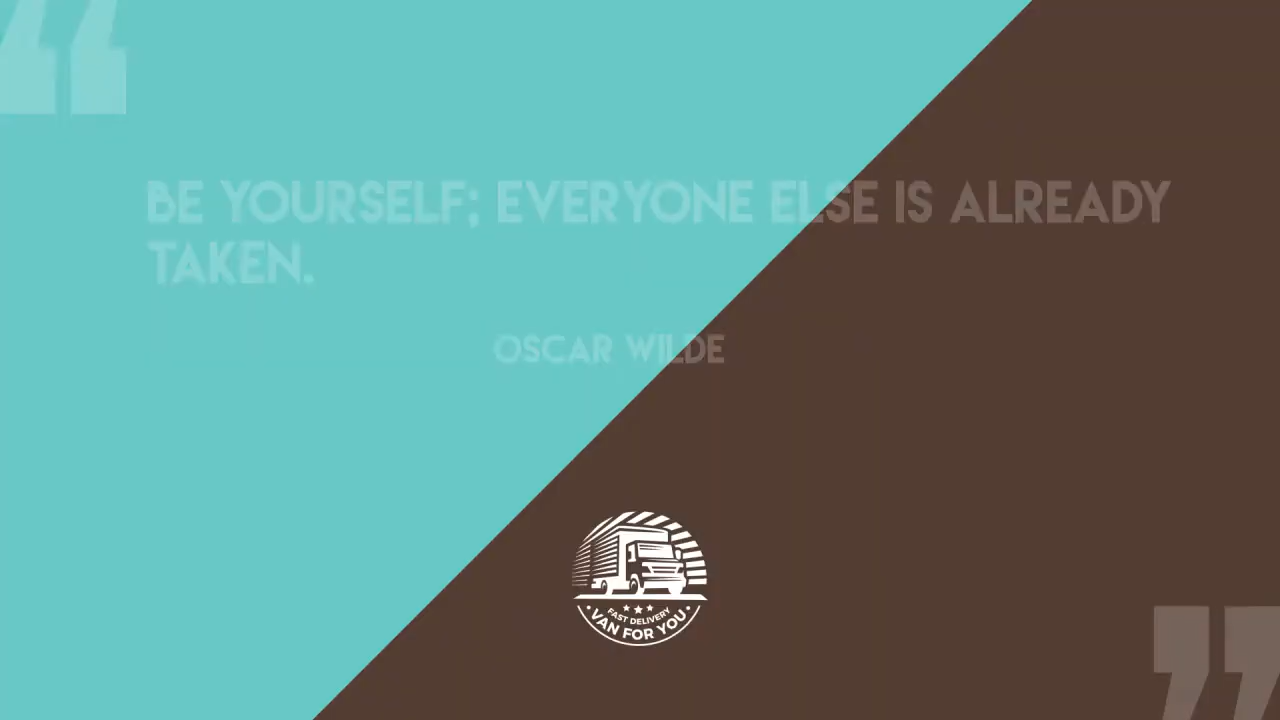 BE YOURSELF; EVERYONE ELSE IS ALREADY
TAKEN.
OSCAR WILDE
FAST DELIVERY
VAN FOR YOU